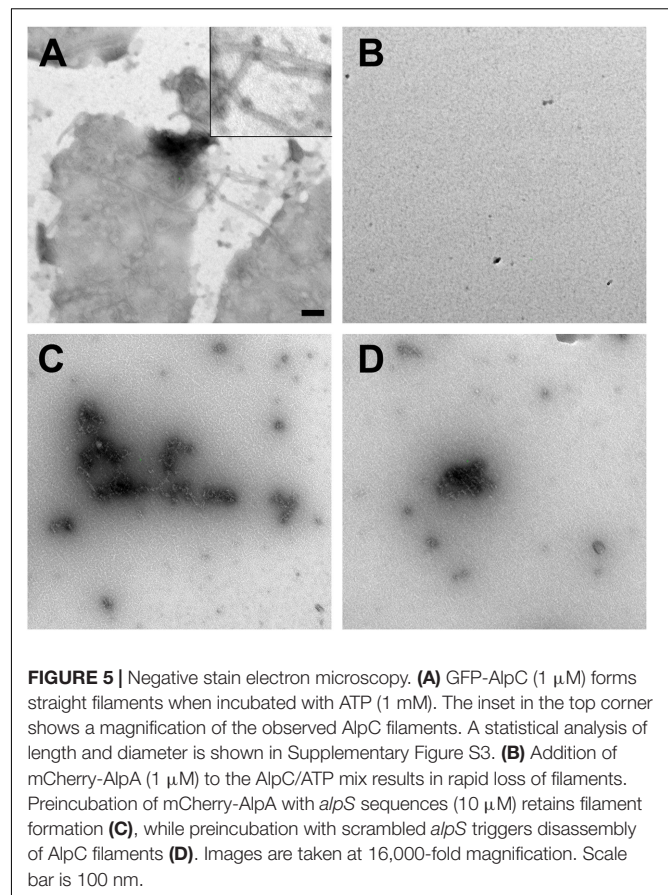 A
B
C
D
FIGURE 5 | Negative stain electron microscopy. (A) GFP-AlpC (1 μM) forms
straight filaments when incubated with ATP (1 mM). The inset in the top corner
shows a magnification of the observed AlpC filaments. A statistical analysis of
length and diameter is shown in Supplementary Figure S3. (B) Addition of
mCherry-AlpA (1 μM) to the AlpC/ATP mix results in rapid loss of filaments.
Preincubation of mCherry-AlpA with alpS sequences (10 μM) retains filament
formation (C), while preincubation with scrambled alpS triggers disassembly
of AlpC filaments (D). Images are taken at 16,000-fold magnification. Scale
bar is 100 nm.